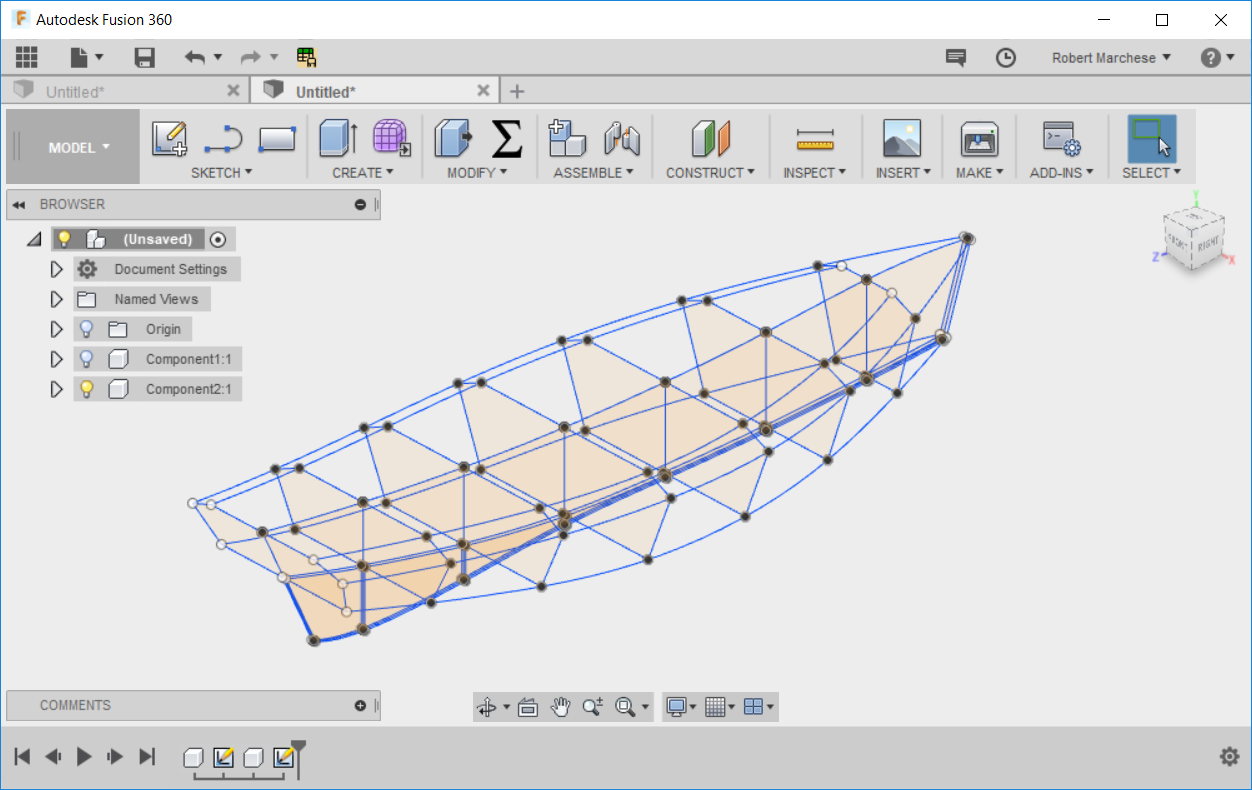 Autodesk Fusion 360
Robert Marchese
Untitled*
Untitled*
MODEL
SKETCH
CREATE
MODIFY
ASSEMBLE
CONSTRUCT
INSPECT
INSERT
MAKE
ADD-INS
SELECT
BROWSER
(Unsaved)
Document Settings
Named Views
Origin
Component1:1
Component2:1
Y
FRONT
RIGHT
Z
X
COMMENTS